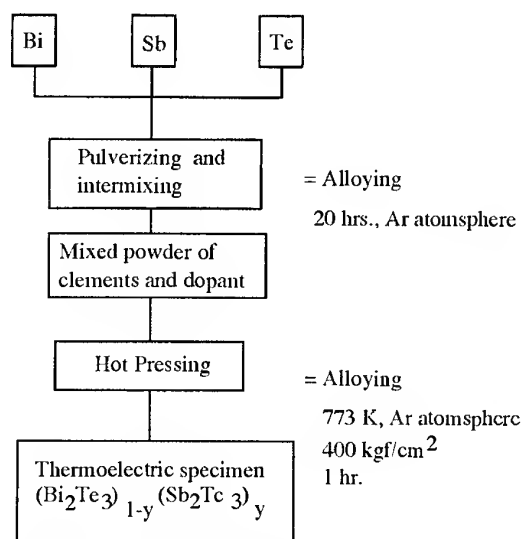 Bi
Sb
Te
Pulverizing and
intermixing
= Alloying
20 hrs., Ar atomsphere
Mixed powder of
clements and dopant
Hot Pressing
= Alloying
773 K, Ar atomsphere
400 kgf/cm²
1 hr.
Thermoelectric specimen
(Bi₂Te₃)₁₋y (Sb₂Tc₃)y